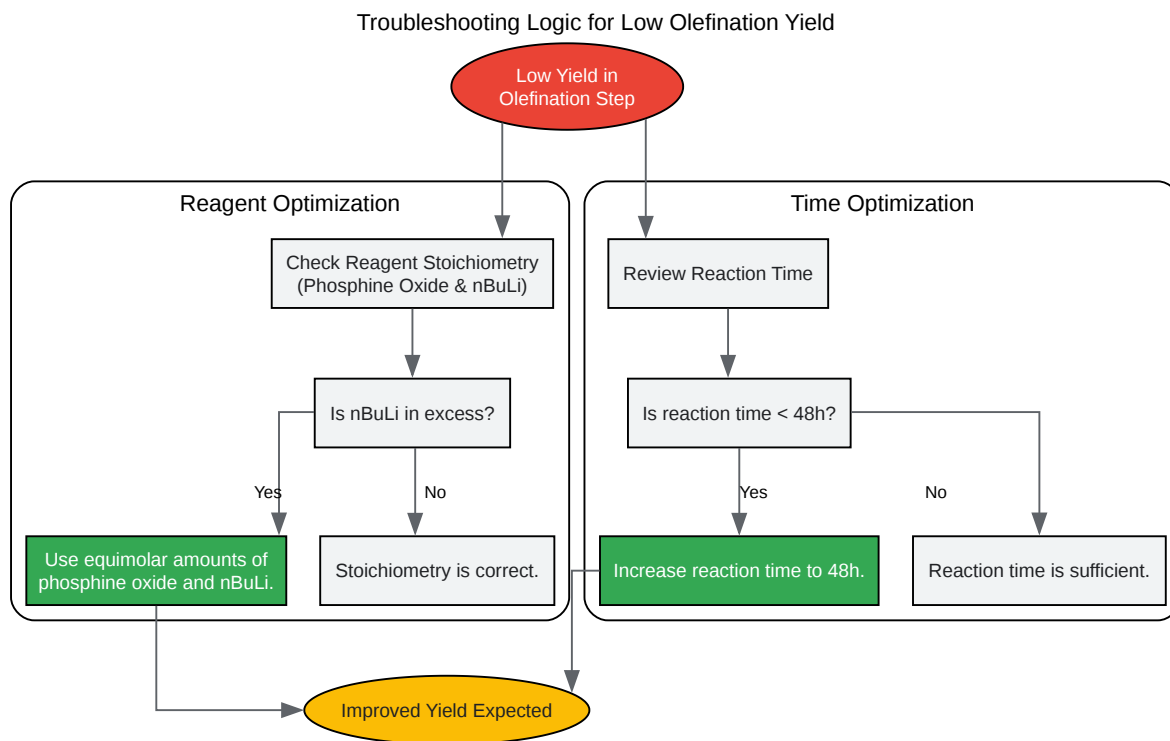 Troubleshooting Logic for Low Olefination Yield
Low Yield in
Olefination Step
Reagent Optimization
Check Reagent Stoichiometry
(Phosphine Oxide & nBuLi)
Is nBuLi in excess?
Yes
No
Use equimolar amounts of
phosphine oxide and nBuLi.
Stoichiometry is correct.
Time Optimization
Review Reaction Time
Is reaction time < 48h?
Yes
No
Increase reaction time to 48h.
Reaction time is sufficient.
Improved Yield Expected